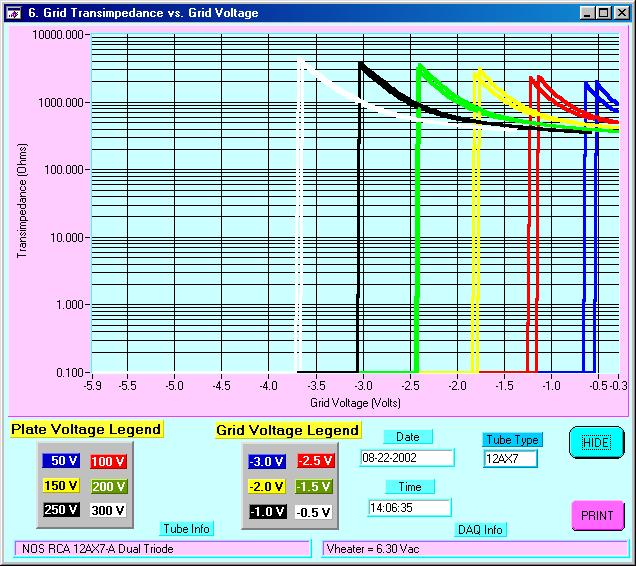 6. Grid Transimpedance vs. Grid Voltage
10000.000
1000.000
100.000
10.000
1.000
0.100
Transimpedance (Ohms)
-5.9 -5.5 -5.0 -4.5 -4.0 -3.5 -3.0 -2.5 -2.0 -1.5 -1.0 -0.5 -0.3
Grid Voltage (Volts)
Plate Voltage Legend
50 V 100 V
150 V 200 V
250 V 300 V
Grid Voltage Legend
-3.0 V -2.5 V
-2.0 V -1.5 V
-1.0 V -0.5 V
Date
08-22-2002
Time
14:06:35
Tube Type
12AX7
HIDE
PRINT
Tube Info
NOS RCA 12AX7-A Dual Triode
DAQ Info
Vheater = 6.30 Vac